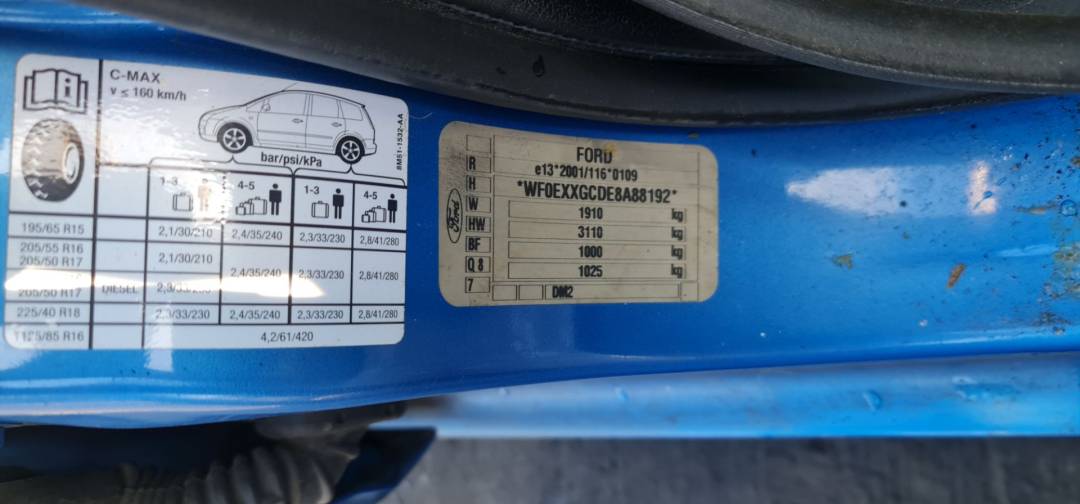 C-MAX
v ≤ 160 km/h
8M51-1532-AA
bar/psi/kPa
1-3 4-5 1-3 4-5
195/65 R15 2,1/30/210 2,4/35/240 2,3/33/230 2,8/41/280
205/55 R16
205/50 R17 2,1/30/210
2,4/35/240 2,3/33/230 2,8/41/280
205/50 R17 DIESEL
225/40 R18 2,3/33/230 2,4/35/240 2,3/33/230 2,8/41/280
T125/85 R16 4,2/61/420
Ford
FORD
e13*2001/116*0109
*WF0EXXGCDE8A88192*
1910 kg
3110 kg
1000 kg
1025 kg
DM2
R
H
W
HW
BF
Q 8
7